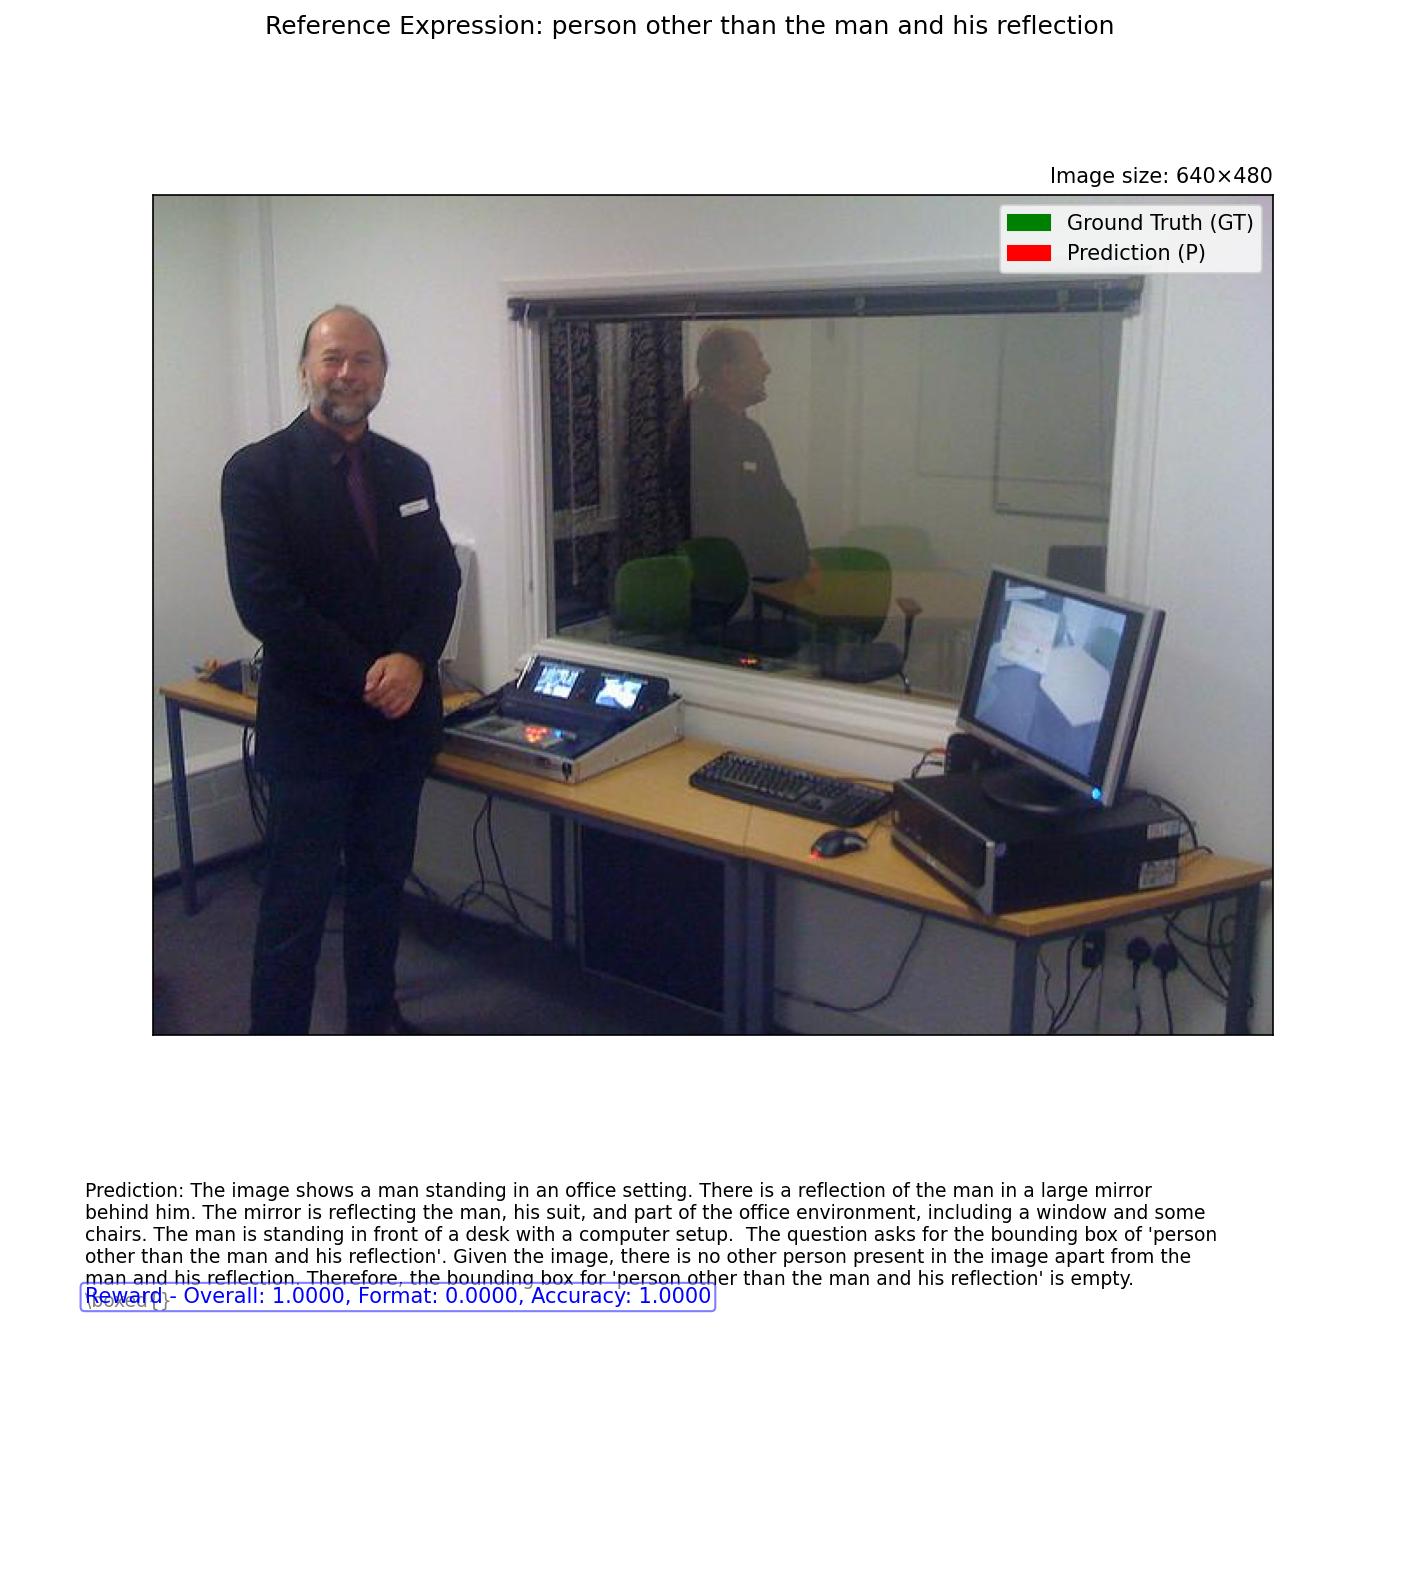 Reference Expression: person other than the man and his reflection
Image size: 640×480
Ground Truth (GT)
Prediction (P)
Prediction: The image shows a man standing in an office setting. There is a reflection of the man in a large mirror
behind him. The mirror is reflecting the man, his suit, and part of the office environment, including a window and some
chairs. The man is standing in front of a desk with a computer setup.  The question asks for the bounding box of 'person
other than the man and his reflection'. Given the image, there is no other person present in the image apart from the
man and his reflection. Therefore, the bounding box for 'person other than the man and his reflection' is empty.
\boxed{}
Reward - Overall: 1.0000, Format: 0.0000, Accuracy: 1.0000